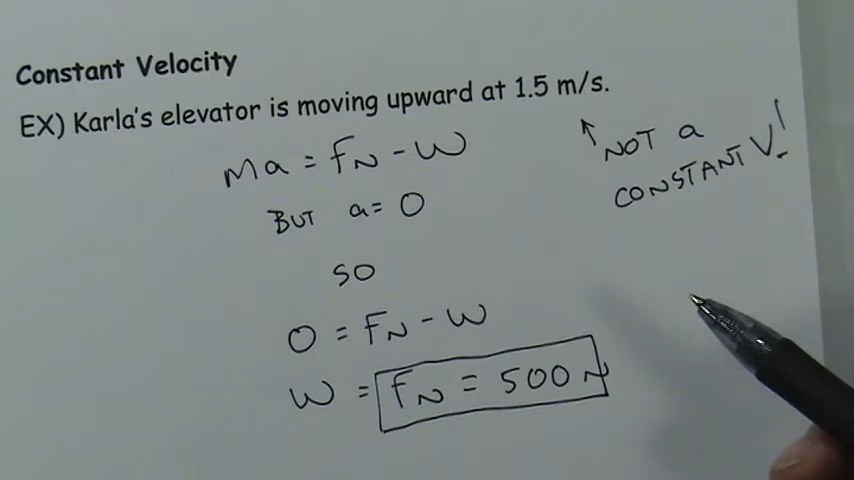 Constant Velocity
EX) Karla's elevator is moving upward at 1.5 m/s.
Ma = FN - W
NOT a
CONSTANT V!
BUT a = 0
SO
0 = FN - W
W = FN = 500 N